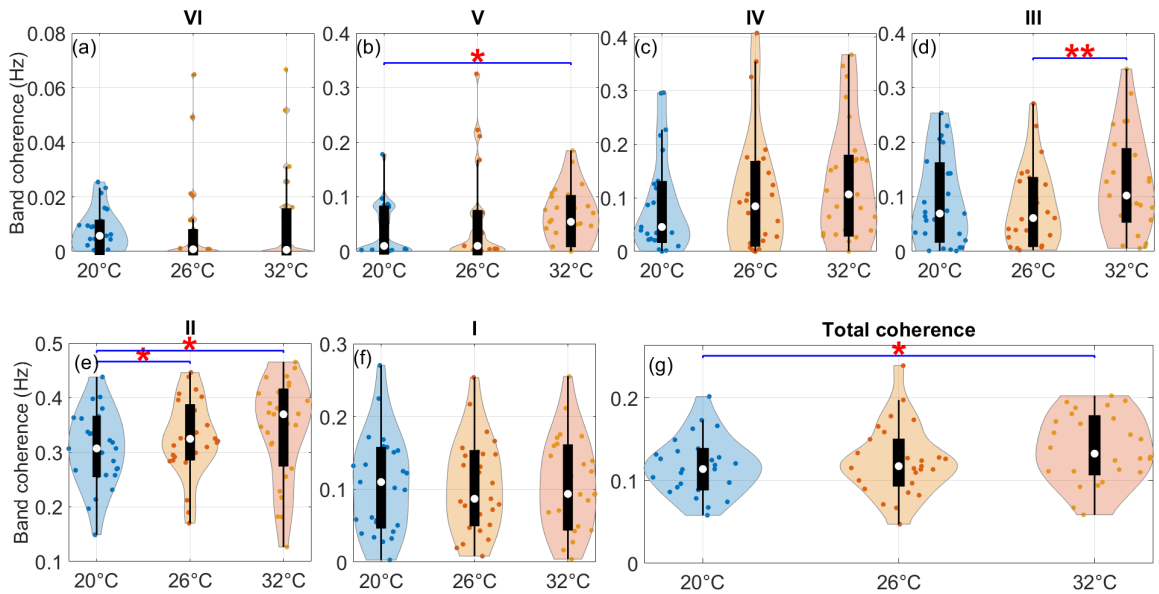 VI V IV III
Band coherence (Hz)
(a) (b) (c) (d)
0.08 0.4 0.4 0.4
* **
0.06 0.3 0.3 0.3
0.04 0.2 0.2 0.2
0.02 0.1 0.1 0.1
0 0 0 0
20°C 26°C 32°C 20°C 26°C 32°C 20°C 26°C 32°C 20°C 26°C 32°C
II I Total coherence
Band coherence (Hz)
(e) (f) (g)
0.5 0.3
* * *
0.4 0.2 0.2
0.3
0.2 0.1 0.1
0.1 0 0
20°C 26°C 32°C 20°C 26°C 32°C 20°C 26°C 32°C